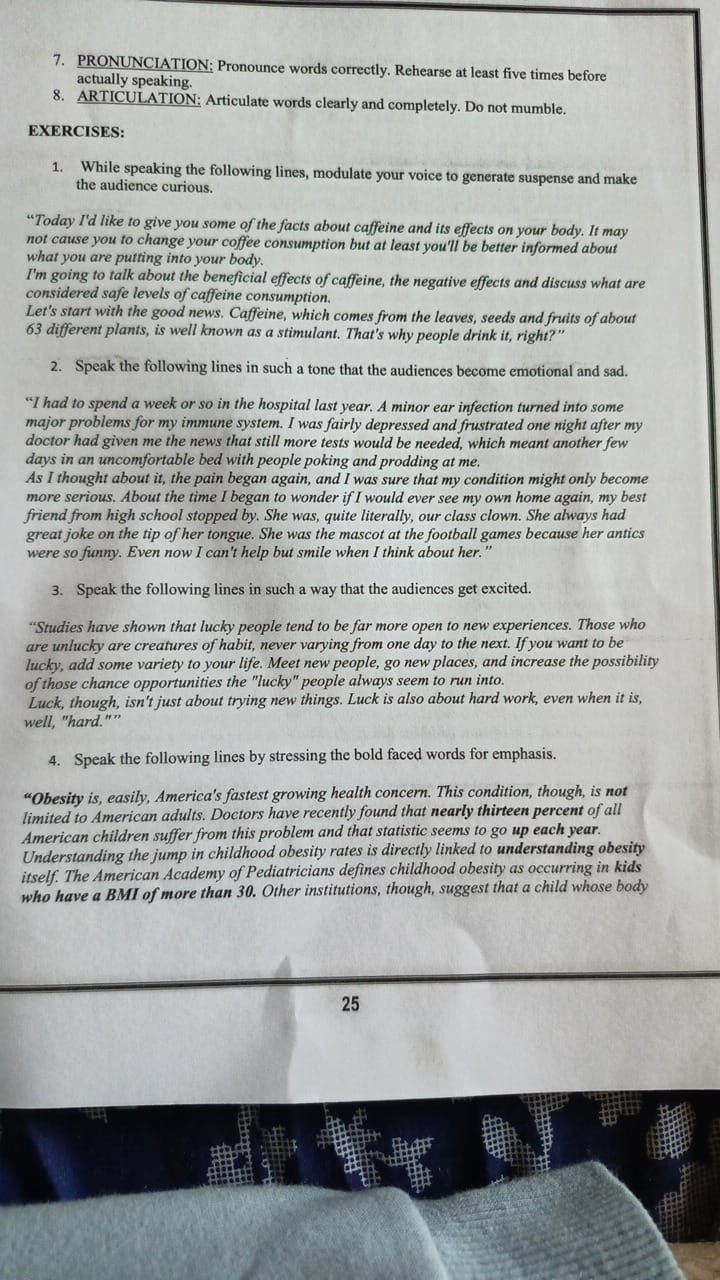 7. PRONUNCIATION: Pronounce words correctly. Rehearse at least five times before
actually speaking.
8. ARTICULATION: Articulate words clearly and completely. Do not mumble.
EXERCISES:
1. While speaking the following lines, modulate your voice to generate suspense and make
the audience curious.
“Today I'd like to give you some of the facts about caffeine and its effects on your body. It may
not cause you to change your coffee consumption but at least you'll be better informed about
what you are putting into your body.
I'm going to talk about the beneficial effects of caffeine, the negative effects and discuss what are
considered safe levels of caffeine consumption.
Let's start with the good news. Caffeine, which comes from the leaves, seeds and fruits of about
63 different plants, is well known as a stimulant. That's why people drink it, right?”
2. Speak the following lines in such a tone that the audiences become emotional and sad.
“I had to spend a week or so in the hospital last year. A minor ear infection turned into some
major problems for my immune system. I was fairly depressed and frustrated one night after my
doctor had given me the news that still more tests would be needed, which meant another few
days in an uncomfortable bed with people poking and prodding at me.
As I thought about it, the pain began again, and I was sure that my condition might only become
more serious. About the time I began to wonder if I would ever see my own home again, my best
friend from high school stopped by. She was, quite literally, our class clown. She always had
great joke on the tip of her tongue. She was the mascot at the football games because her antics
were so funny. Even now I can't help but smile when I think about her.”
3. Speak the following lines in such a way that the audiences get excited.
“Studies have shown that lucky people tend to be far more open to new experiences. Those who
are unlucky are creatures of habit, never varying from one day to the next. If you want to be
lucky, add some variety to your life. Meet new people, go new places, and increase the possibility
of those chance opportunities the "lucky" people always seem to run into.
Luck, though, isn't just about trying new things. Luck is also about hard work, even when it is,
well, "hard."”
4. Speak the following lines by stressing the bold faced words for emphasis.
“Obesity is, easily, America's fastest growing health concern. This condition, though, is not
limited to American adults. Doctors have recently found that nearly thirteen percent of all
American children suffer from this problem and that statistic seems to go up each year.
Understanding the jump in childhood obesity rates is directly linked to understanding obesity
itself. The American Academy of Pediatricians defines childhood obesity as occurring in kids
who have a BMI of more than 30. Other institutions, though, suggest that a child whose body
25